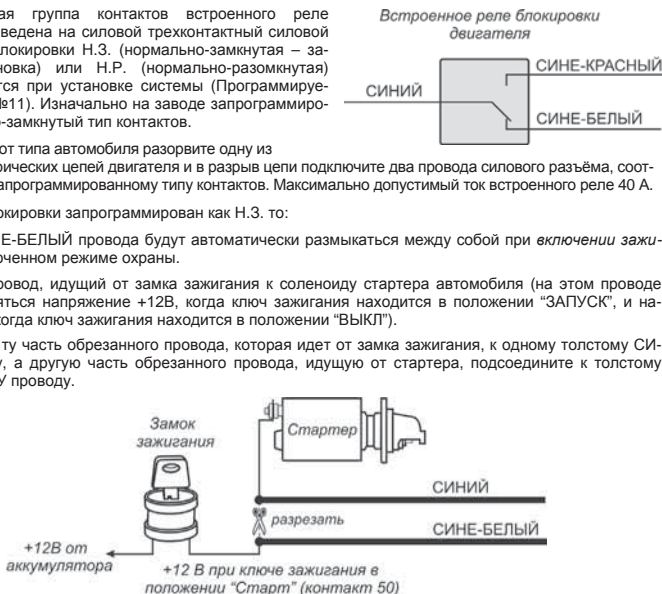 ая группа контактов встроенного реле
ведена на силовой трехконтактный силовой
локировки Н.З. (нормально-замкнутая – за-
новка) или Н.Р. (нормально-разомкнутая)
тся при установке системы (Программируе-
№11). Изначально на заводе запрограммиро-
о-замкнутый тип контактов.
Встроенное реле блокировки
двигателя
СИНИЙ
СИНЕ-КРАСНЫЙ
СИНЕ-БЕЛЫЙ
от типа автомобиля разорвите одну из
рических цепей двигателя и в разрыв цепи подключите два провода силового разъёма, соот-
апрограммированному типу контактов. Максимально допустимый ток встроенного реле 40 А.
окировки запрограммирован как Н.З. то:
Е-БЕЛЫЙ провода будут автоматически размыкаться между собой при включении зажи-
юченном режиме охраны.
ровод, идущий от замка зажигания к соленоиду стартера автомобиля (на этом проводе
яться напряжение +12В, когда ключ зажигания находится в положении “ЗАПУСК”, и на-
когда ключ зажигания находится в положении “ВЫКЛ”).
ту часть обрезанного провода, которая идет от замка зажигания, к одному толстому СИ-
у, а другую часть обрезанного провода, идущую от стартера, подсоедините к толстому
У проводу.
Замок
зажигания
Стартер
СИНИЙ
разрезать
СИНЕ-БЕЛЫЙ
+12В от
аккумулятора
+12 В при ключе зажигания в
положении “Старт” (контакт 50)